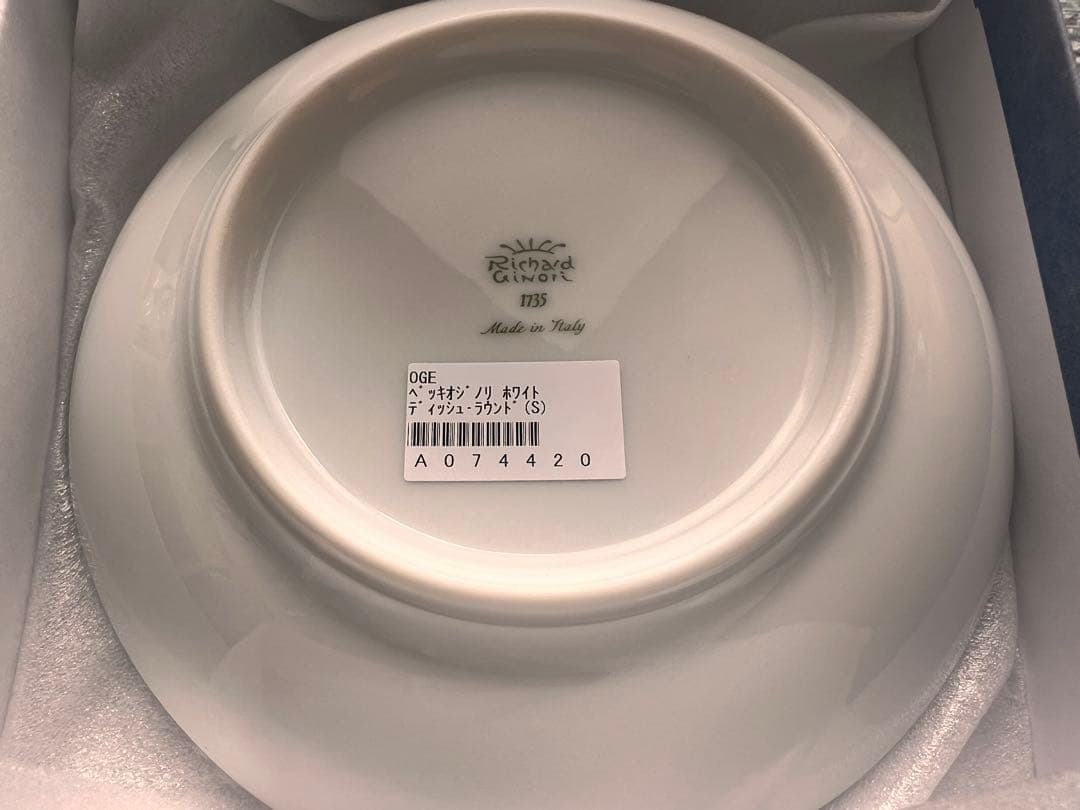 Richard
Ginori
1735
Made in Italy
OGE
ﾍﾞｯｷｵｼﾞﾉﾘ ﾎﾜｲﾄ
ﾃﾞｨｯｼｭ-ﾗｳﾝﾄﾞ(S)
A074420